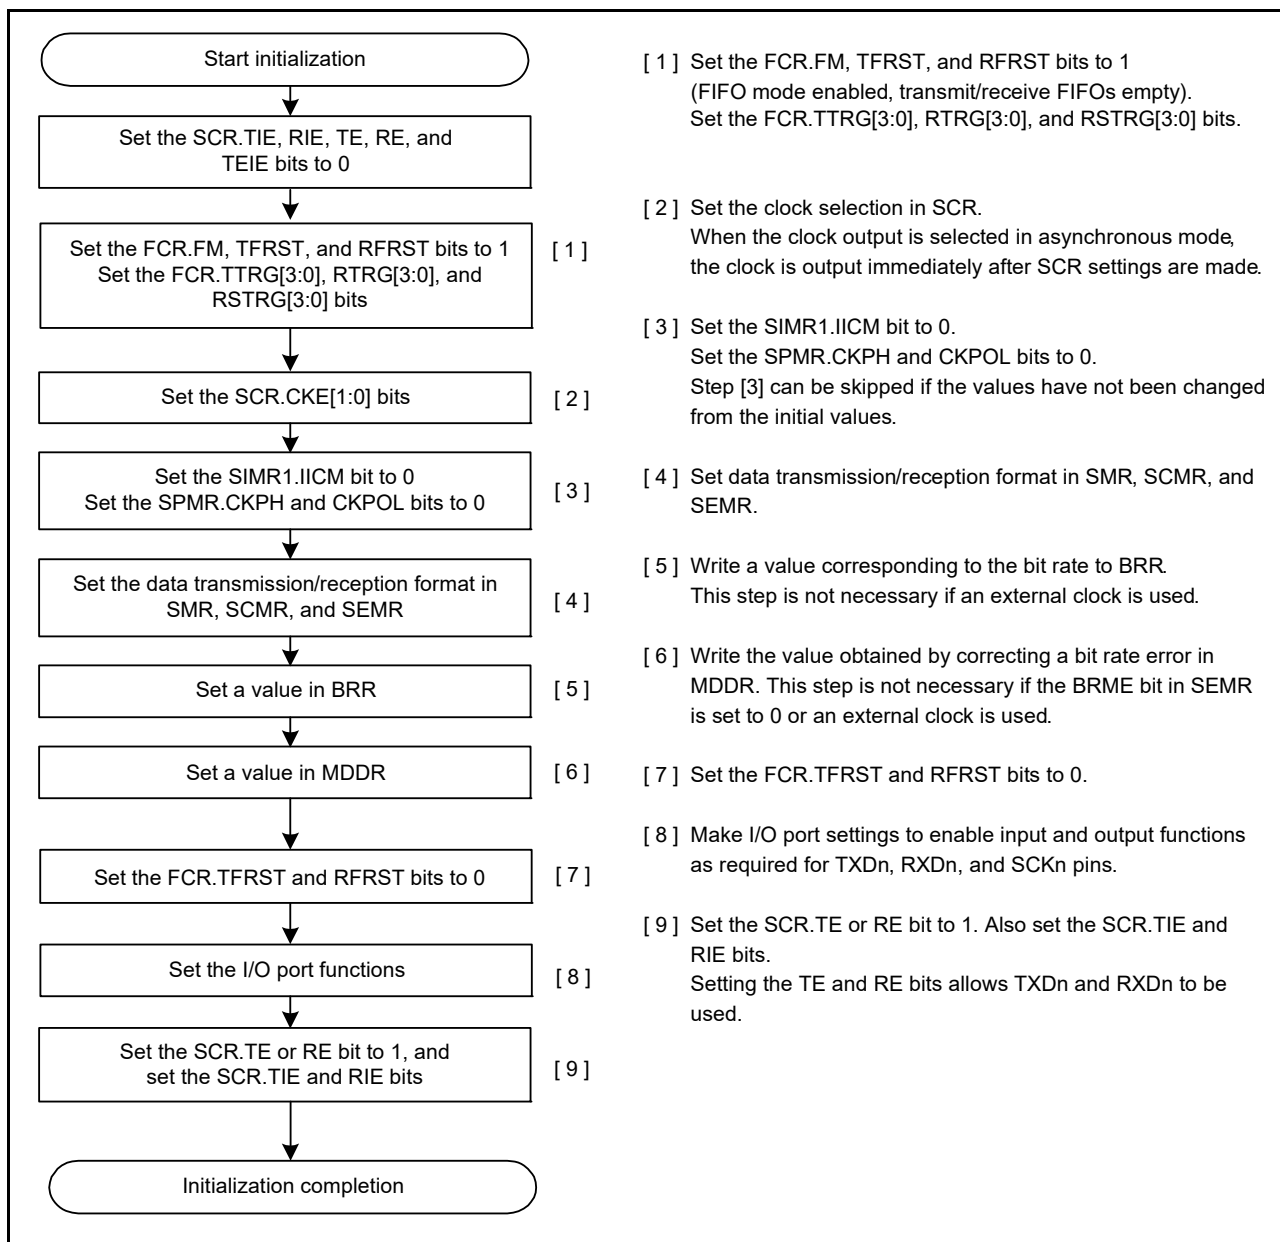 Start initialization
Set the SCR.TIE, RIE, TE, RE, and
TEIE bits to 0
Set the FCR.FM, TFRST, and RFRST bits to 1
Set the FCR.TTRG[3:0], RTRG[3:0], and
RSTRG[3:0] bits
[ 1 ]
Set the SCR.CKE[1:0] bits
[ 2 ]
Set the SIMR1.IICM bit to 0
Set the SPMR.CKPH and CKPOL bits to 0
[ 3 ]
Set the data transmission/reception format in
SMR, SCMR, and SEMR
[ 4 ]
Set a value in BRR
[ 5 ]
Set a value in MDDR
[ 6 ]
Set the FCR.TFRST and RFRST bits to 0
[ 7 ]
Set the I/O port functions
[ 8 ]
Set the SCR.TE or RE bit to 1, and
set the SCR.TIE and RIE bits
[ 9 ]
Initialization completion
[ 1 ] Set the FCR.FM, TFRST, and RFRST bits to 1
(FIFO mode enabled, transmit/receive FIFOs empty).
Set the FCR.TTRG[3:0], RTRG[3:0], and RSTRG[3:0] bits.
[ 2 ] Set the clock selection in SCR.
When the clock output is selected in asynchronous mode,
the clock is output immediately after SCR settings are made.
[ 3 ] Set the SIMR1.IICM bit to 0.
Set the SPMR.CKPH and CKPOL bits to 0.
Step [3] can be skipped if the values have not been changed
from the initial values.
[ 4 ] Set data transmission/reception format in SMR, SCMR, and
SEMR.
[ 5 ] Write a value corresponding to the bit rate to BRR.
This step is not necessary if an external clock is used.
[ 6 ] Write the value obtained by correcting a bit rate error in
MDDR. This step is not necessary if the BRME bit in SEMR
is set to 0 or an external clock is used.
[ 7 ] Set the FCR.TFRST and RFRST bits to 0.
[ 8 ] Make I/O port settings to enable input and output functions
as required for TXDn, RXDn, and SCKn pins.
[ 9 ] Set the SCR.TE or RE bit to 1. Also set the SCR.TIE and
RIE bits.
Setting the TE and RE bits allows TXDn and RXDn to be
used.